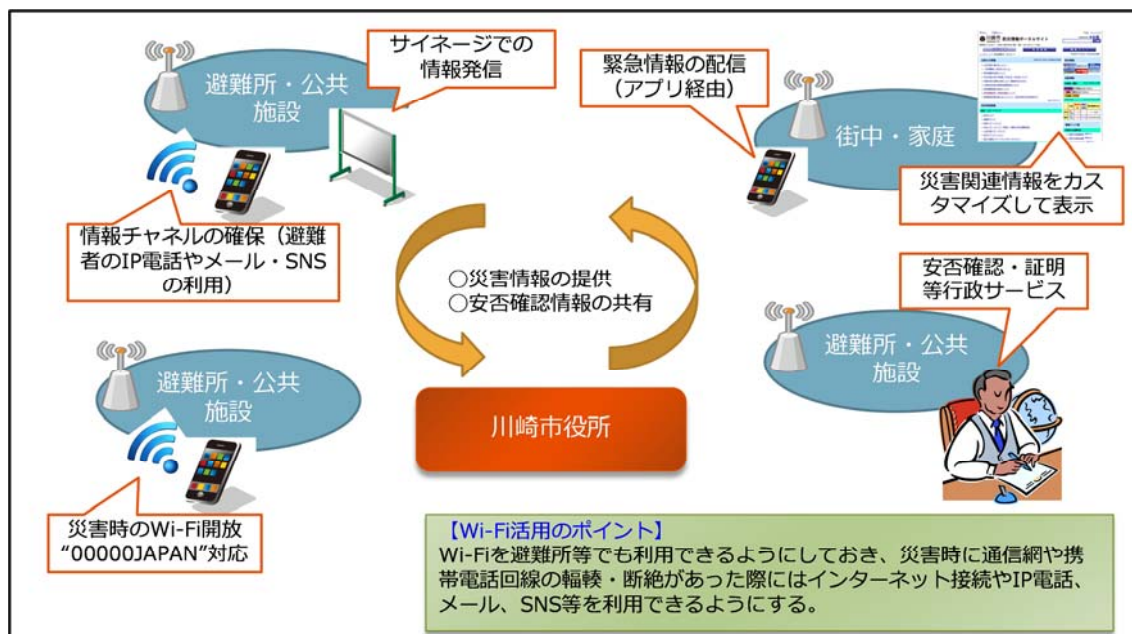 避難所・公共
施設
サイネージでの
情報発信
情報チャネルの確保（避難
者のIP電話やメール・SNS
の利用）
緊急情報の配信
（アプリ経由）
街中・家庭
災害関連情報をカス
タマイズして表示
○災害情報の提供
○安否確認情報の共有
安否確認・証明
等行政サービス
避難所・公共
施設
避難所・公共
施設
川崎市役所
災害時のWi-Fi開放
“00000JAPAN”対応
【Wi-Fi活用のポイント】
Wi-Fiを避難所等でも利用できるようにしておき、災害時に通信網や携
帯電話回線の輻輳・断絶があった際にはインターネット接続やIP電話、
メール、SNS等を利用できるようにする。